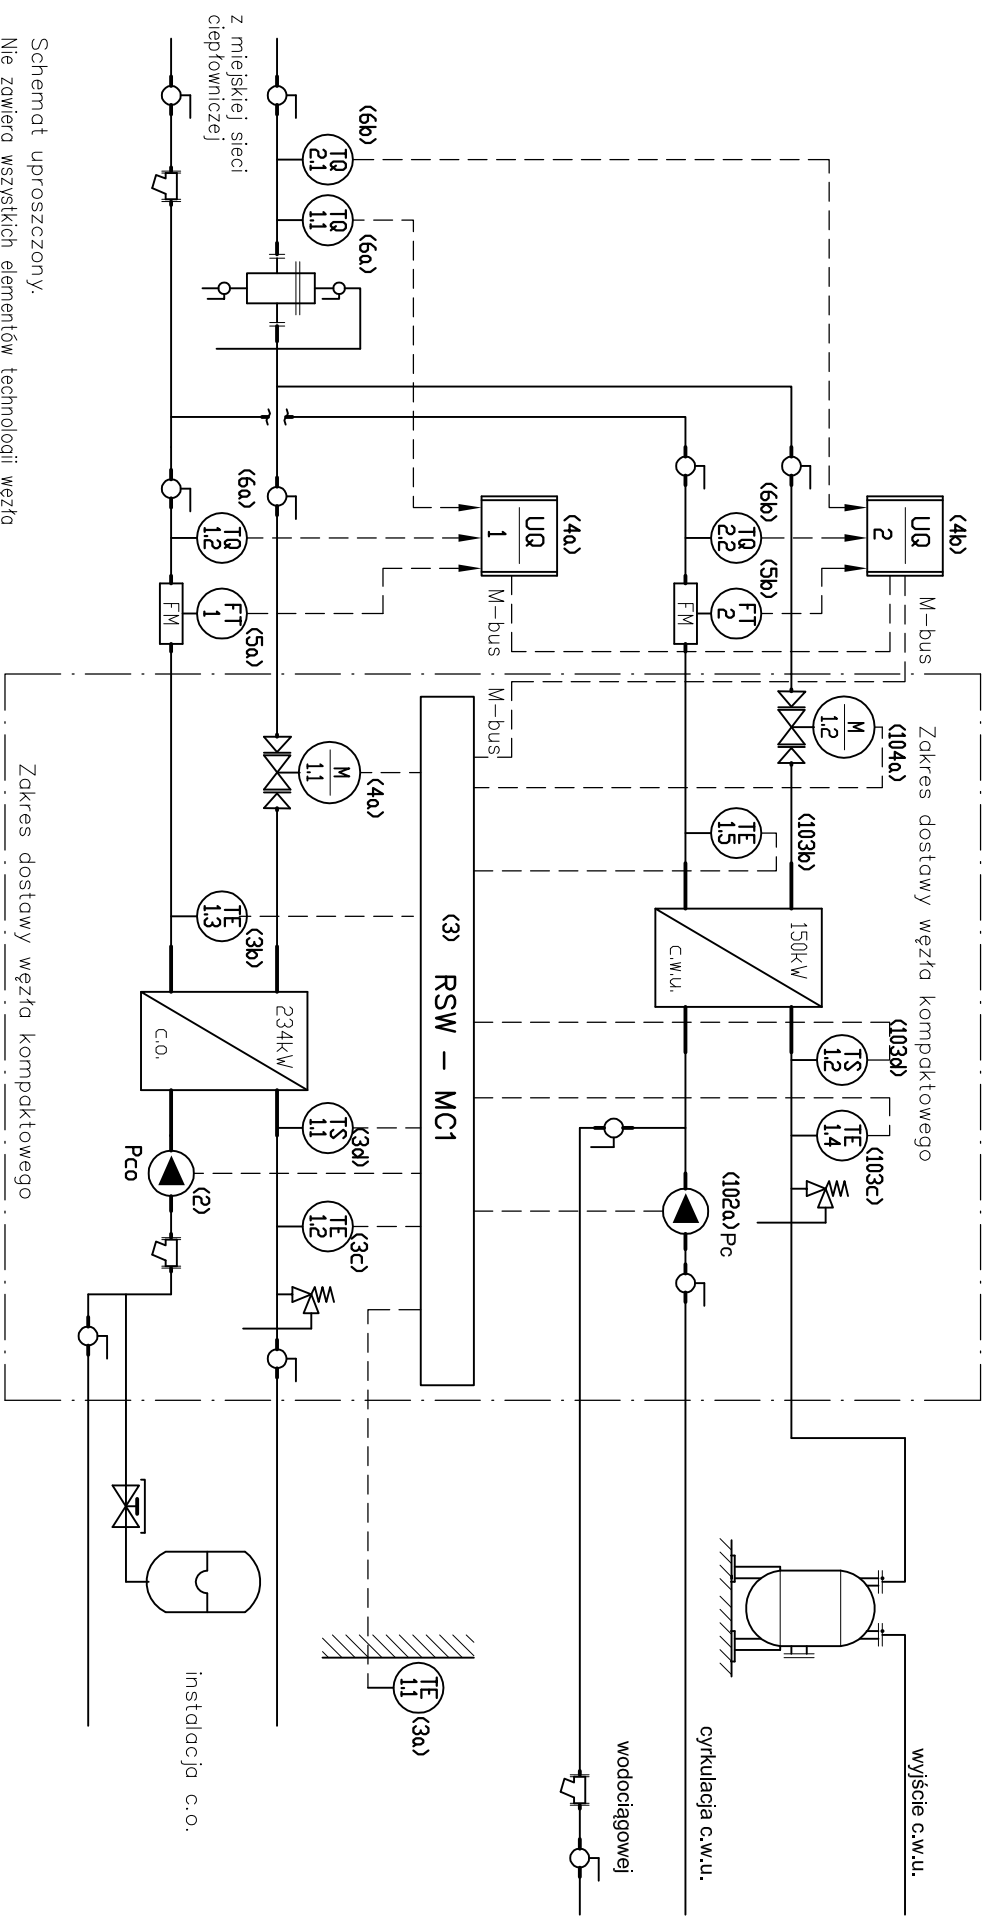 wyjście c.w.u.
cyrkulacja c.w.u.
wodociągowej
instalacja c.o.
Zakres dostawy węzła kompaktowego
Zakres dostawy węzła kompaktowego
z miejskiej sieci
ciepłowniczej
(6b)
TQ
2.1
TQ
1.1
(6a)
(4b)
UQ
2
M-bus
(6b)
TQ
2.2
(5b)
FT
2
FM
(4a)
UQ
1
M-bus
M-bus
(6a)
TQ
1.2
FT
1
(5a)
FM
M
1.2
(104a)
M
1.1
(4a)
TE
1.5
(103b)
150kW
c.w.u.
(103d)
TS
1.2
TE
1.4
(103c)
(102a)
Pc
(3) RSW - MC1
TE
1.3
(3b)
234kW
c.o.
TS
1.1
(3d)
Pco
(2)
TE
1.2
(3c)
TE
1.1
(3a)
Schemat uproszczony.
Nie zawiera wszystkich elementów technologii węzła